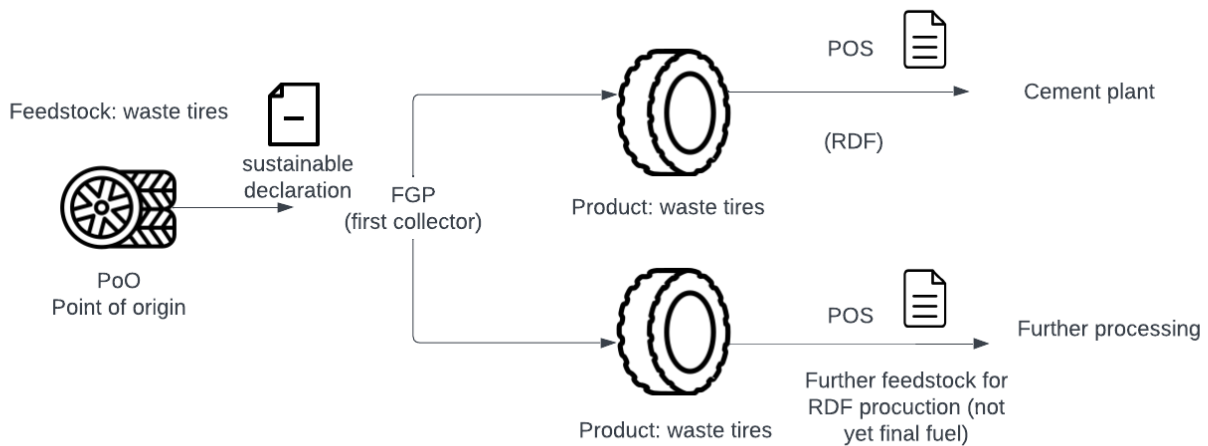 Feedstock: waste tires
sustainable
declaration
PoO
Point of origin
FGP
(first collector)
Product: waste tires
POS
(RDF)
Cement plant
Product: waste tires
POS
Further feedstock for
RDF procuction (not
yet final fuel)
Further processing